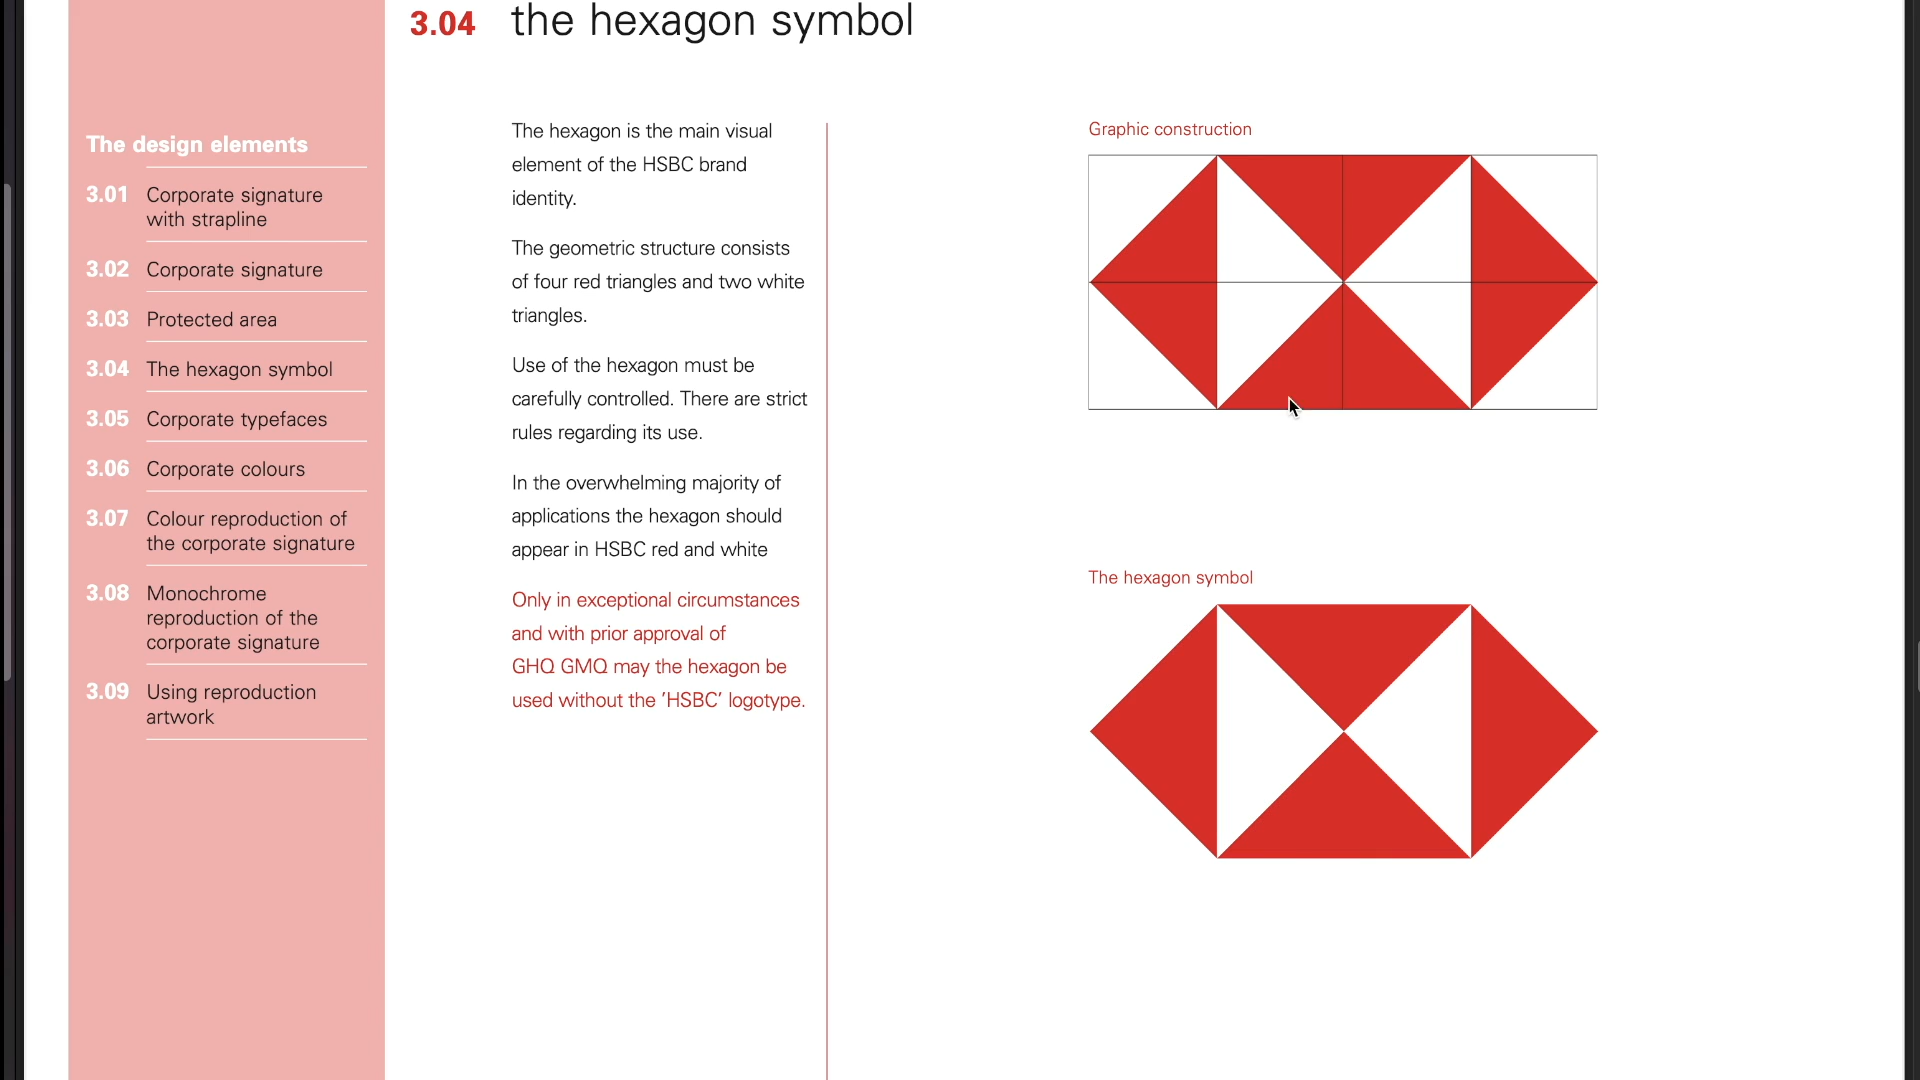 3.04 the hexagon symbol
The design elements
3.01 Corporate signature
with strapline
3.02 Corporate signature
3.03 Protected area
3.04 The hexagon symbol
3.05 Corporate typefaces
3.06 Corporate colours
3.07 Colour reproduction of
the corporate signature
3.08 Monochrome
reproduction of the
corporate signature
3.09 Using reproduction
artwork
The hexagon is the main visual
element of the HSBC brand
identity.
The geometric structure consists
of four red triangles and two white
triangles.
Use of the hexagon must be
carefully controlled. There are strict
rules regarding its use.
In the overwhelming majority of
applications the hexagon should
appear in HSBC red and white
Only in exceptional circumstances
and with prior approval of
GHQ GMQ may the hexagon be
used without the ’HSBC’ logotype.
Graphic construction
The hexagon symbol